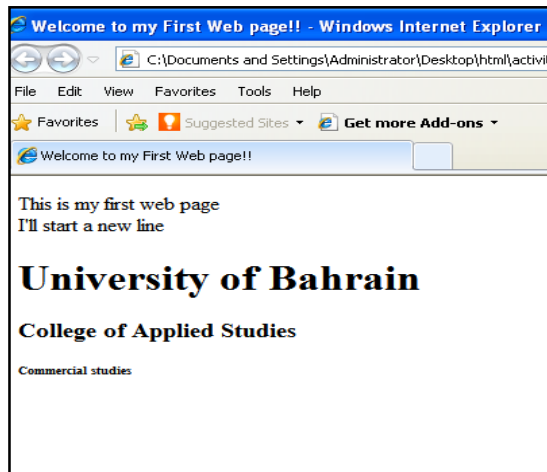 Welcome to my First Web page!! - Windows Internet Explorer
C:\Documents and Settings\Administrator\Desktop\html\activi
File Edit View Favorites Tools Help
Favorites Suggested Sites Get more Add-ons
Welcome to my First Web page!!
This is my first web page
I'll start a new line
University of Bahrain
College of Applied Studies
Commercial studies